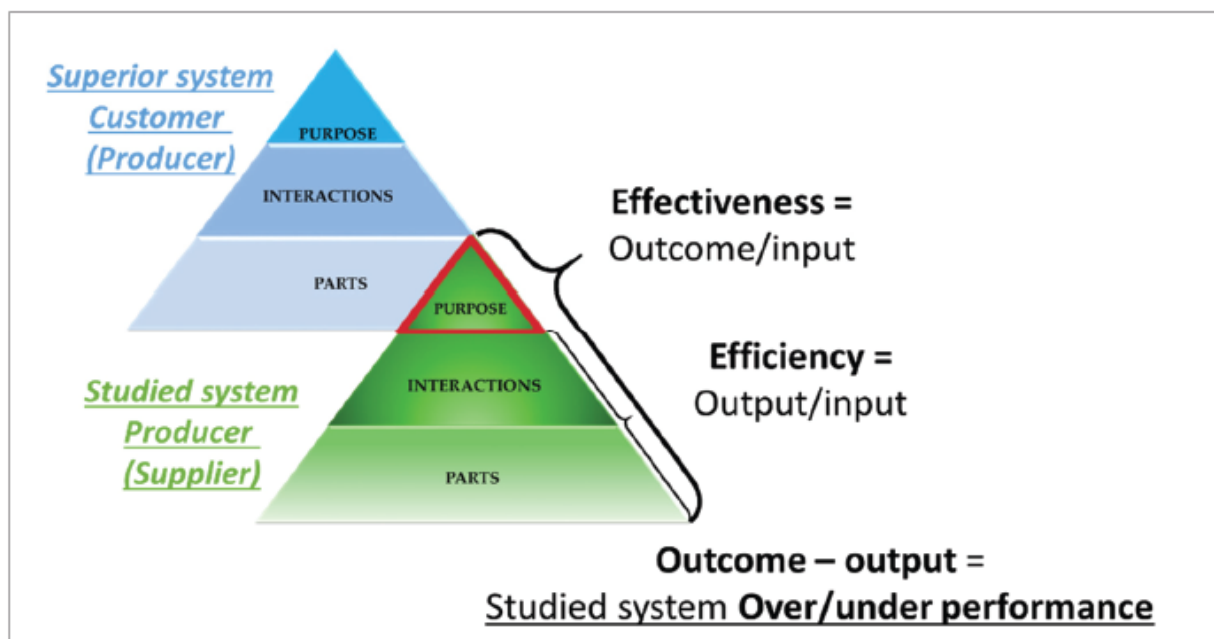 Superior system
Customer
(Producer)
PURPOSE
INTERACTIONS
PARTS
Effectiveness =
Outcome/input
PURPOSE
Efficiency =
Output/input
INTERACTIONS
Studied system
Producer
(Supplier)
PARTS
Outcome – output =
Studied system Over/under performance